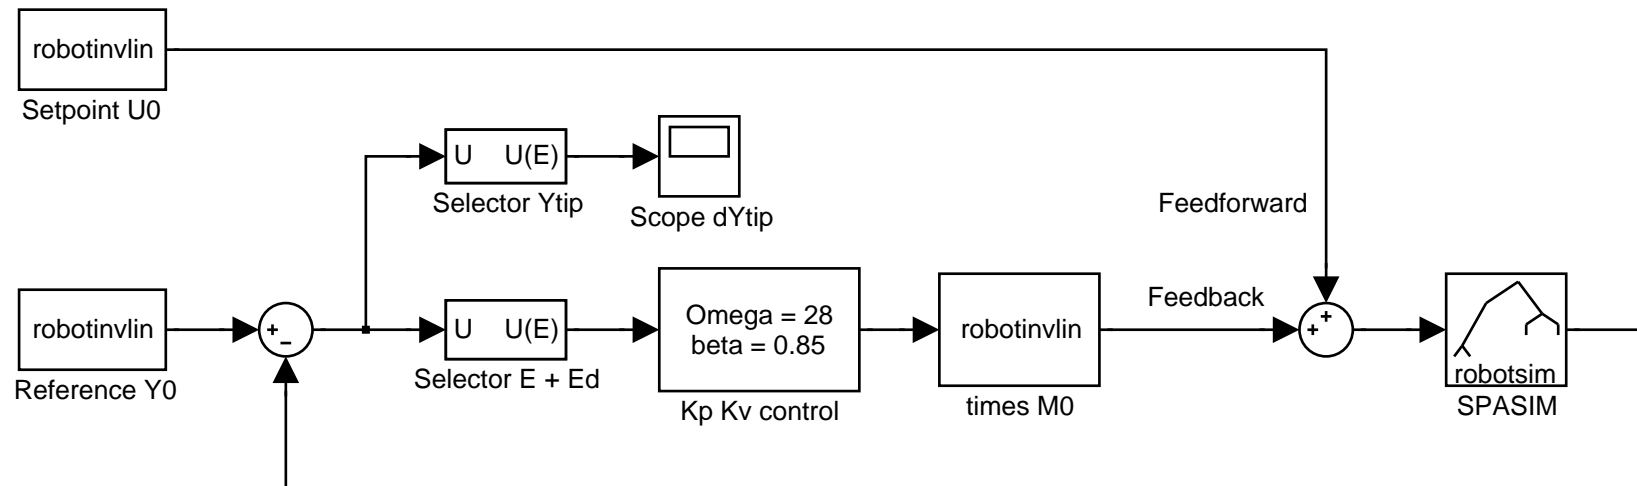 robotinvlin
Setpoint U0
U U(E)
Selector Ytip
Scope dYtip
Feedforward
robotinvlin
Reference Y0
+
−
U U(E)
Selector E + Ed
Omega = 28
beta = 0.85
Kp Kv control
robotinvlin
times M0
Feedback
+
+
robotsim
SPASIM